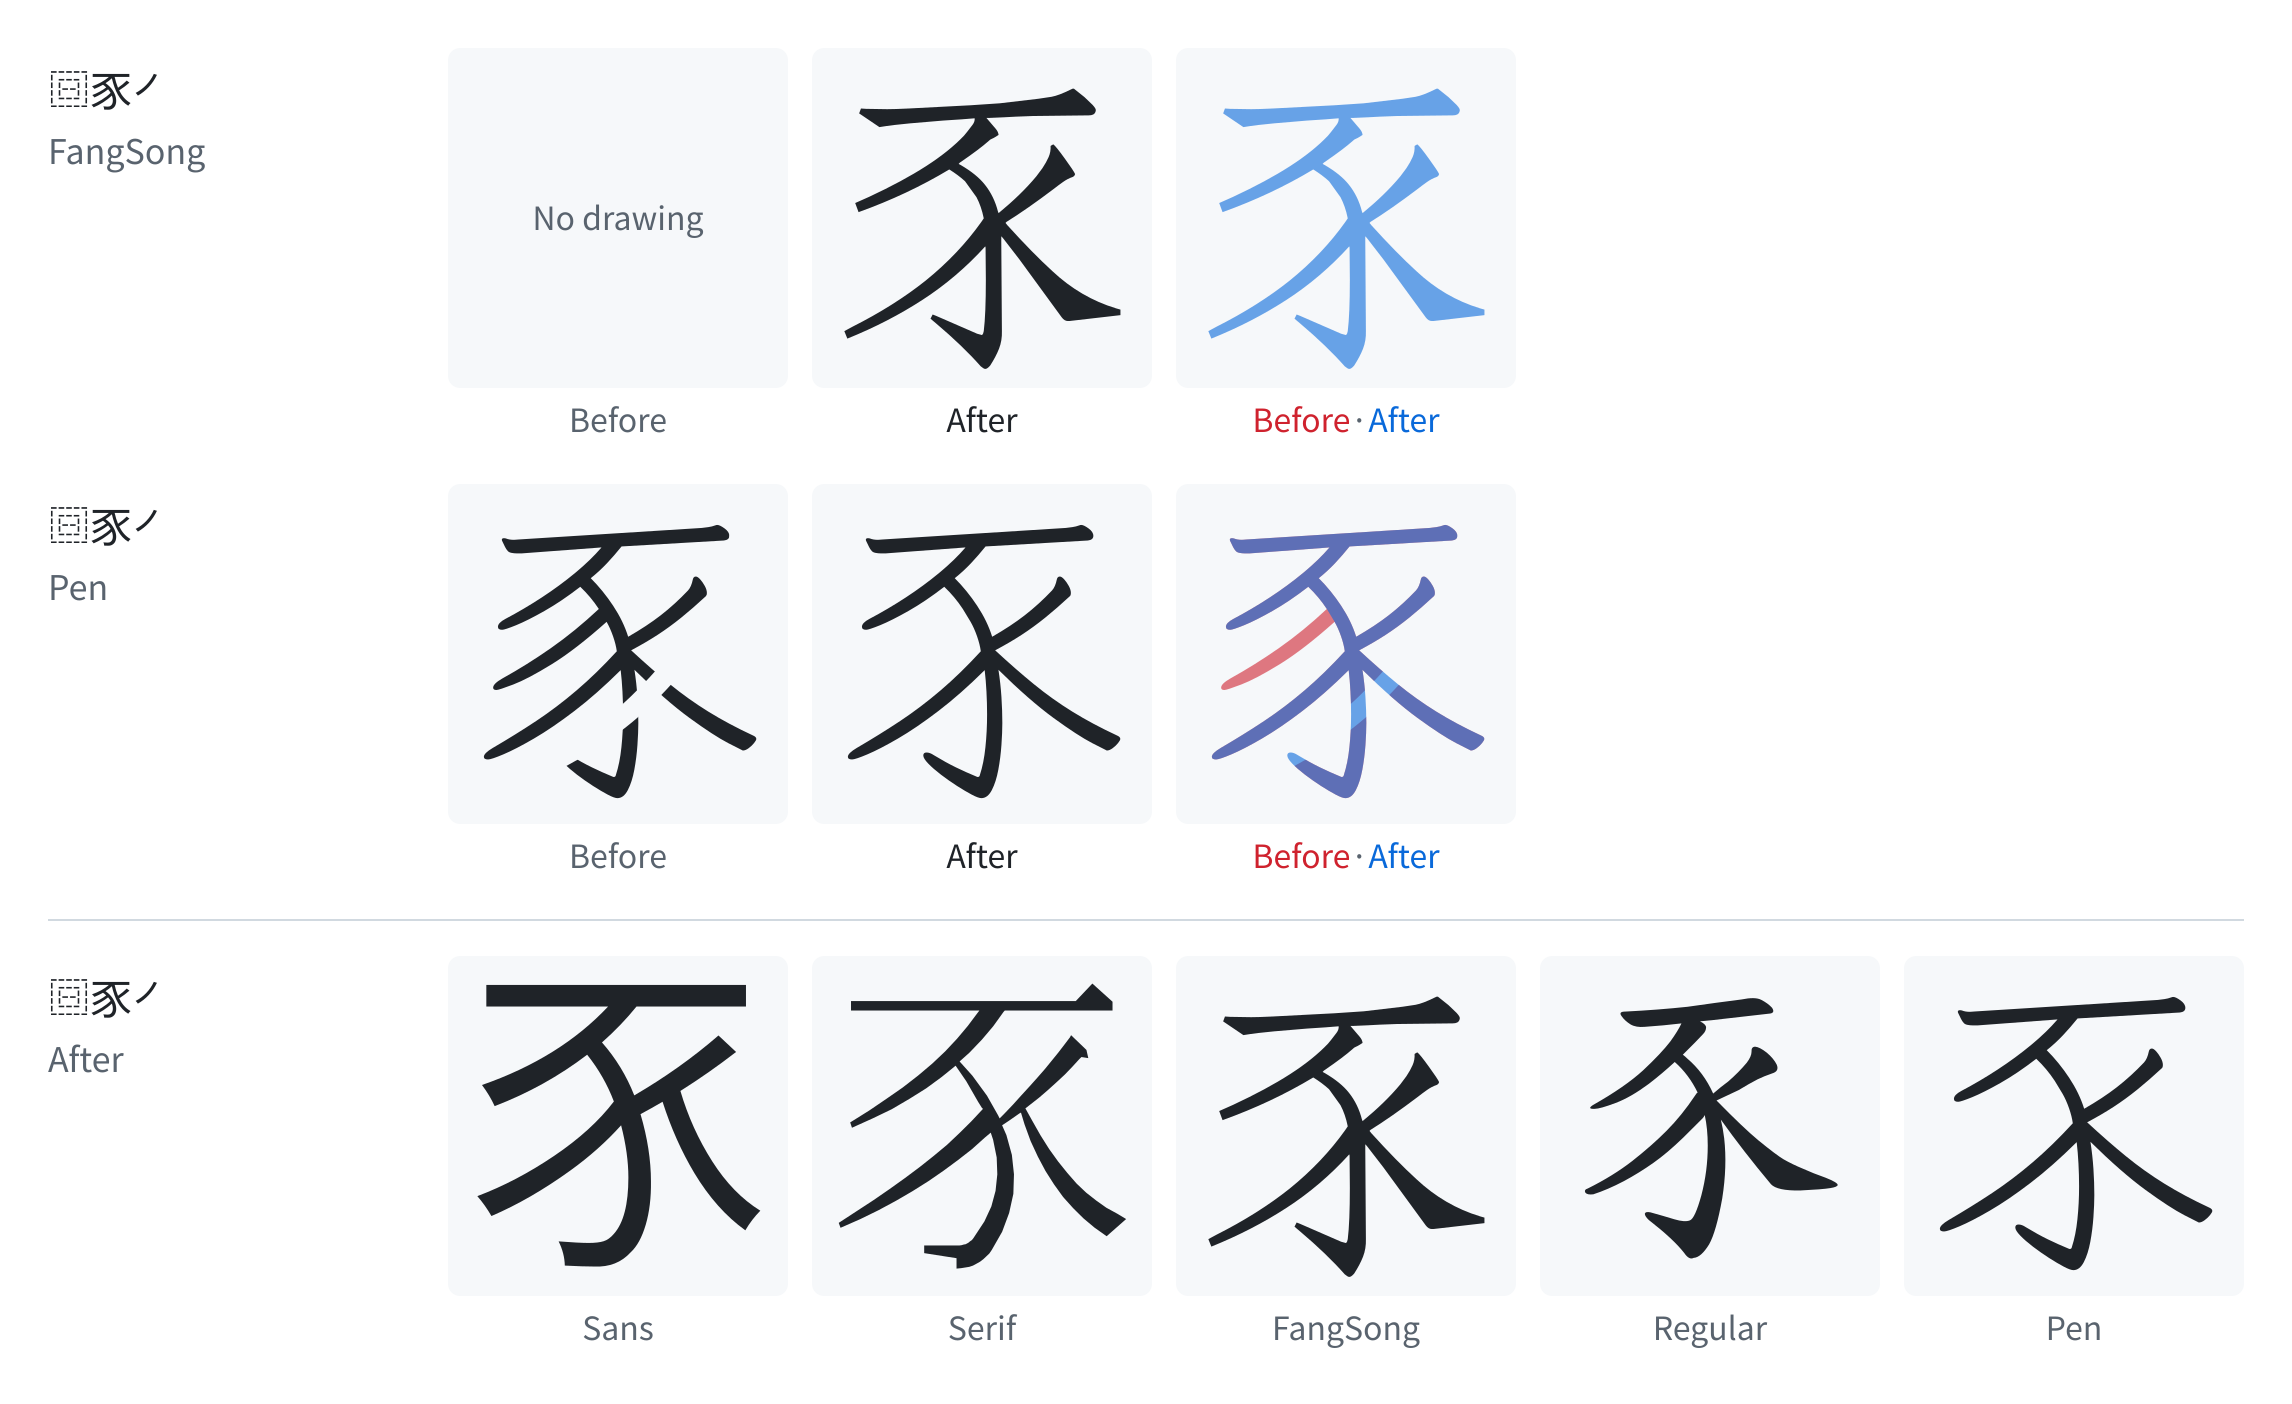 ㇯豕㇒
FangSong
No drawing
Before
After
Before · After
㇯豕㇒
Pen
Before
After
Before · After
㇯豕㇒
After
Sans
Serif
FangSong
Regular
Pen